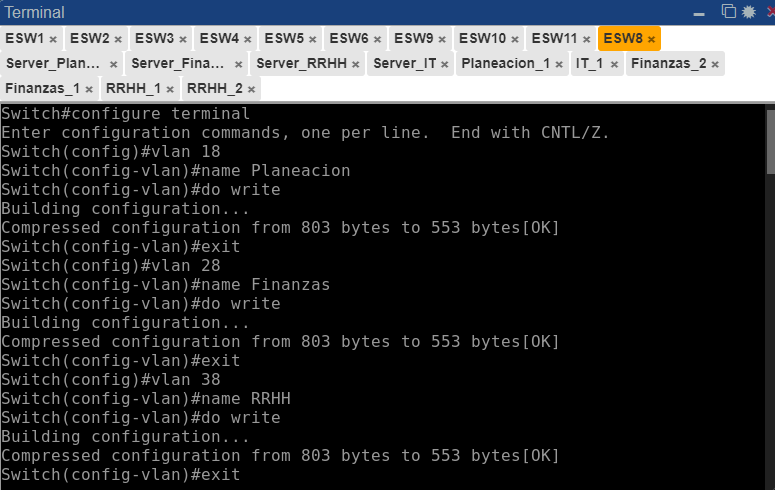 Terminal
ESW1 × ESW2 × ESW3 × ESW4 × ESW5 × ESW6 × ESW9 × ESW10 × ESW11 × ESW8 ×
Server_Plan... × Server_Fina... × Server_RRHH × Server_IT × Planeacion_1 × IT_1 × Finanzas_2 ×
Finanzas_1 × RRHH_1 × RRHH_2 ×
Switch#configure terminal
Enter configuration commands, one per line.  End with CNTL/Z.
Switch(config)#vlan 18
Switch(config-vlan)#name Planeacion
Switch(config-vlan)#do write
Building configuration...
Compressed configuration from 803 bytes to 553 bytes[OK]
Switch(config-vlan)#exit
Switch(config)#vlan 28
Switch(config-vlan)#name Finanzas
Switch(config-vlan)#do write
Building configuration...
Compressed configuration from 803 bytes to 553 bytes[OK]
Switch(config-vlan)#exit
Switch(config)#vlan 38
Switch(config-vlan)#name RRHH
Switch(config-vlan)#do write
Building configuration...
Compressed configuration from 803 bytes to 553 bytes[OK]
Switch(config-vlan)#exit